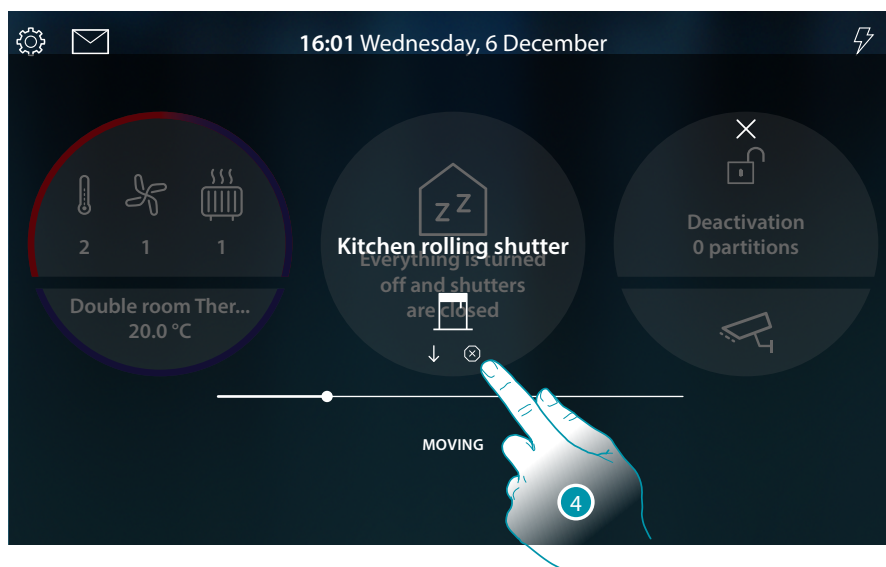 16:01 Wednesday, 6 December
2 1 1
Double room Ther...
20.0 °C
zz
Kitchen rolling shutter
Everything is turned
off and shutters
are closed
MOVING
Deactivation
0 partitions
4